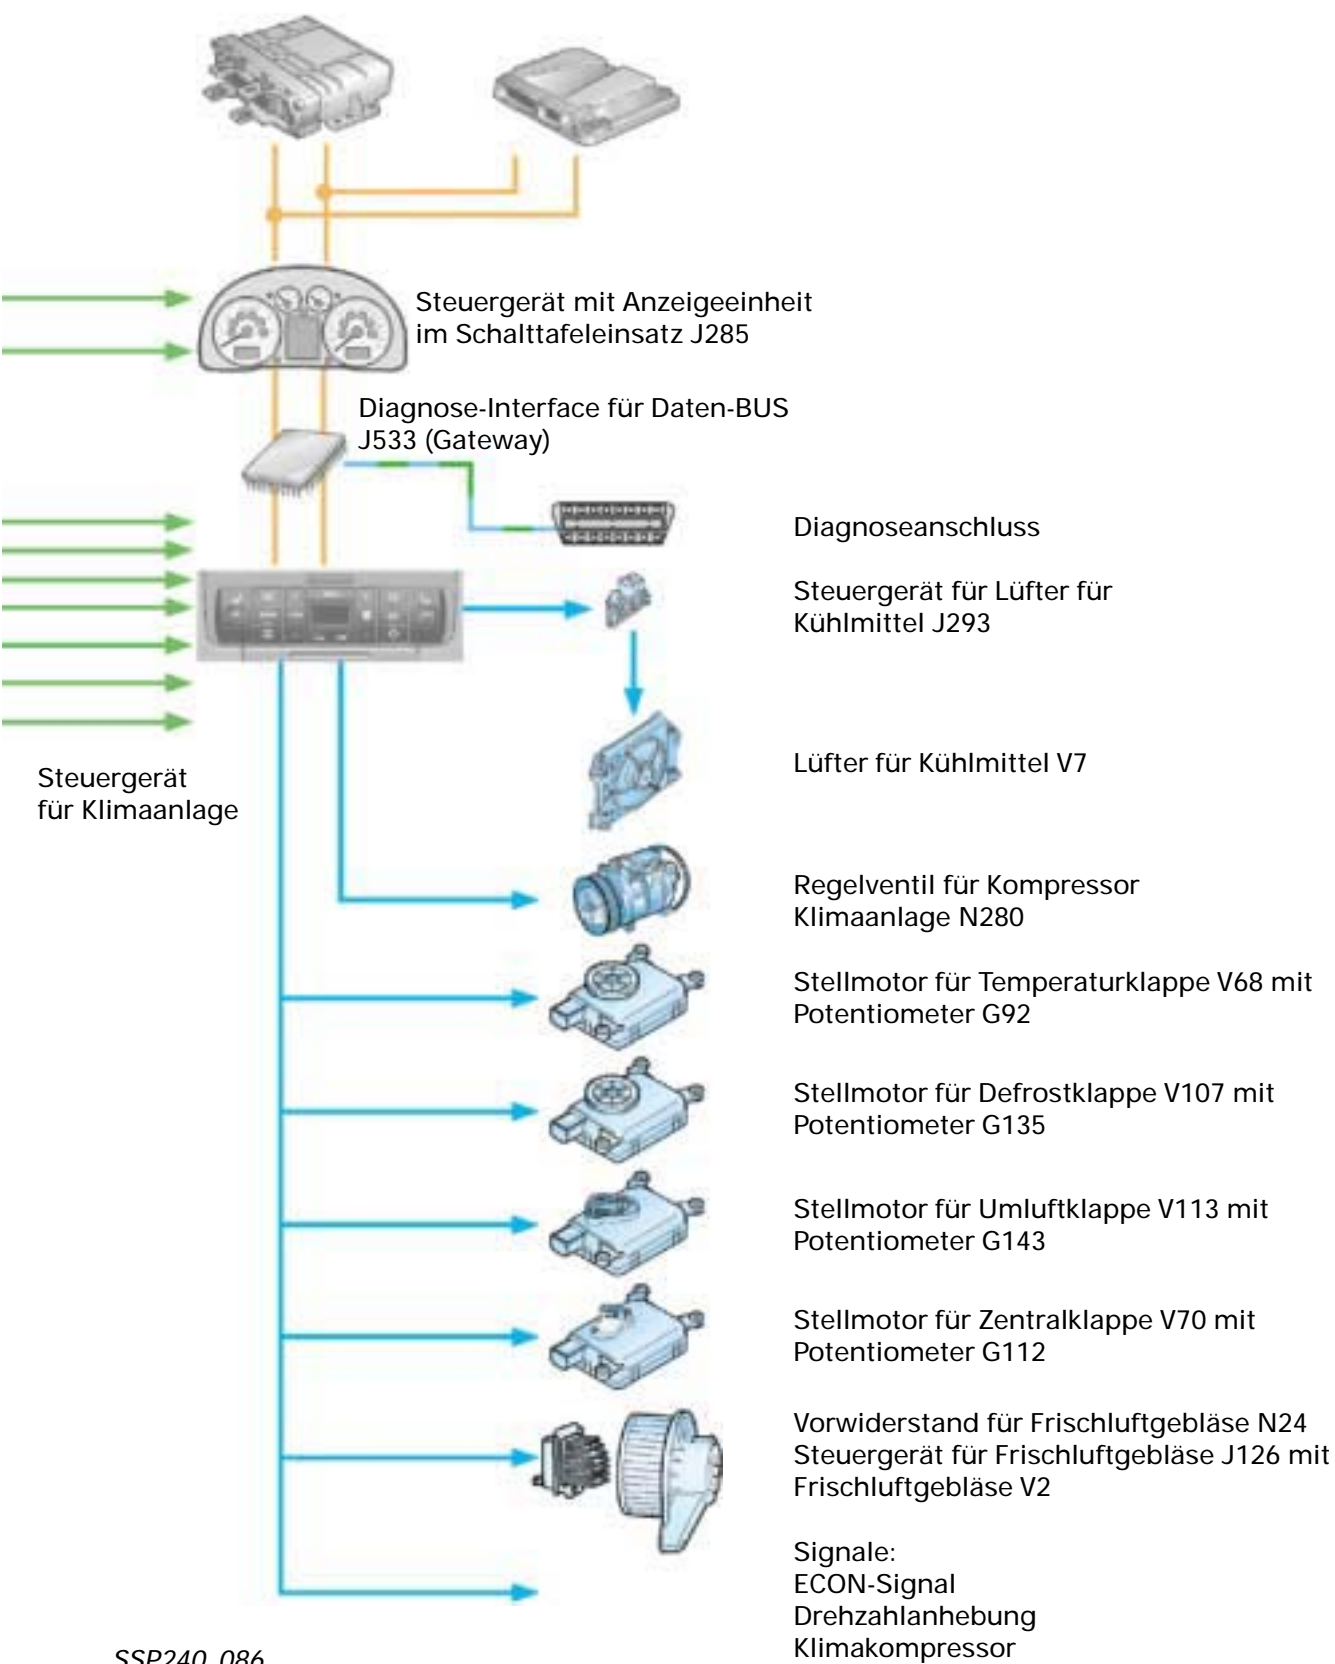 Steuergerät mit Anzeigeeinheit
im Schalttafeleinsatz J285
Diagnose-Interface für Daten-BUS
J533 (Gateway)
Diagnoseanschluss
Steuergerät für Lüfter für
Kühlmittel J293
Lüfter für Kühlmittel V7
Steuergerät
für Klimaanlage
Regelventil für Kompressor
Klimaanlage N280
Stellmotor für Temperaturklappe V68 mit
Potentiometer G92
Stellmotor für Defrostklappe V107 mit
Potentiometer G135
Stellmotor für Umluftklappe V113 mit
Potentiometer G143
Stellmotor für Zentralklappe V70 mit
Potentiometer G112
Vorwiderstand für Frischluftgebläse N24
Steuergerät für Frischluftgebläse J126 mit
Frischluftgebläse V2
Signale:
ECON-Signal
Drehzahlanhebung
Klimakompressor
SSP240_086